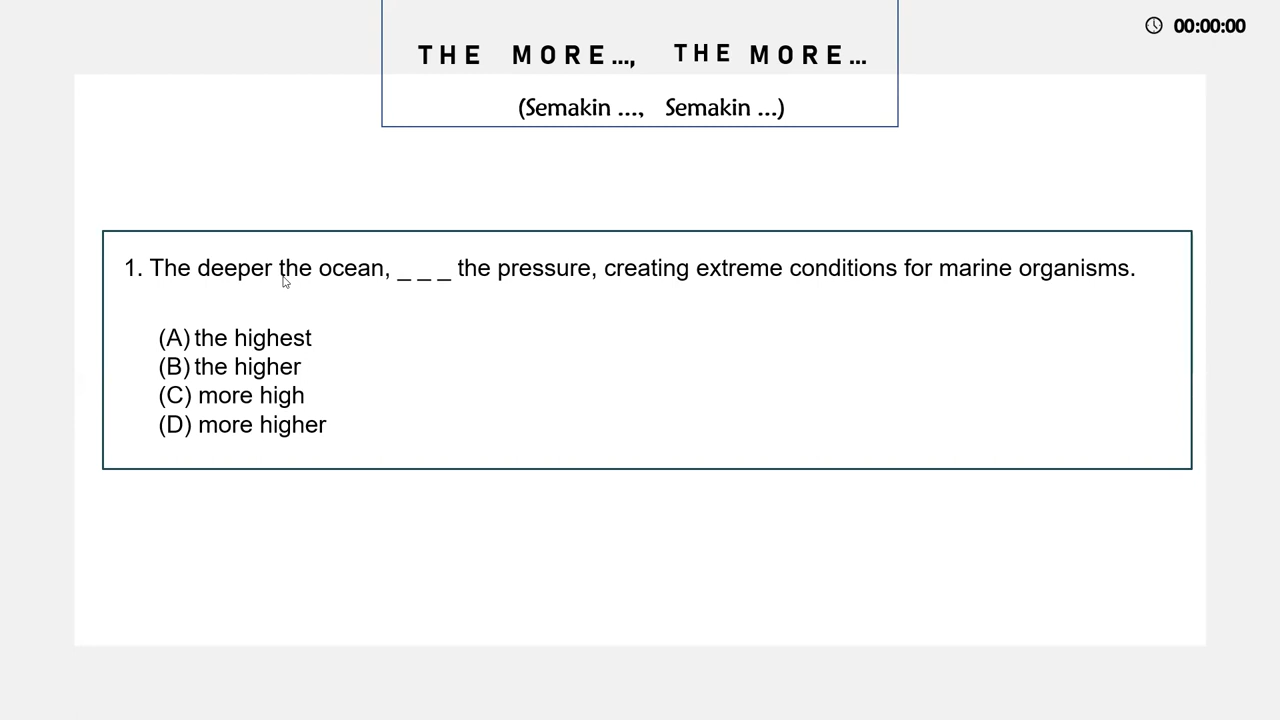 00:00:00
THE MORE…, THE MORE…
(Semakin …, Semakin …)
1. The deeper the ocean, _ _ _ the pressure, creating extreme conditions for marine organisms.
(A) the highest
(B) the higher
(C) more high
(D) more higher